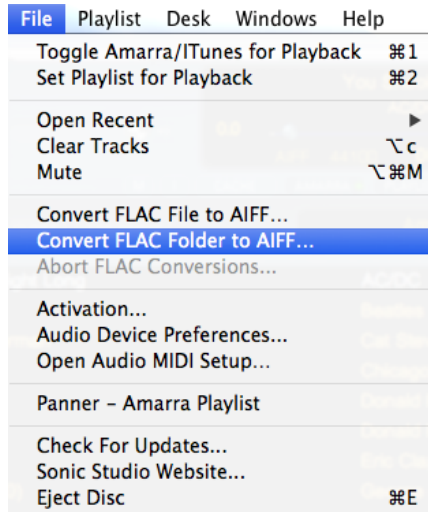 File Playlist Desk Windows Help
Toggle Amarra/ITunes for Playback ⌘1
Set Playlist for Playback ⌘2
Open Recent ▶
Clear Tracks ⌥c
Mute ⌥⌘M
Convert FLAC File to AIFF...
Convert FLAC Folder to AIFF...
Abort FLAC Conversions...
Activation...
Audio Device Preferences...
Open Audio MIDI Setup...
Panner – Amarra Playlist
Check For Updates...
Sonic Studio Website...
Eject Disc ⌘E